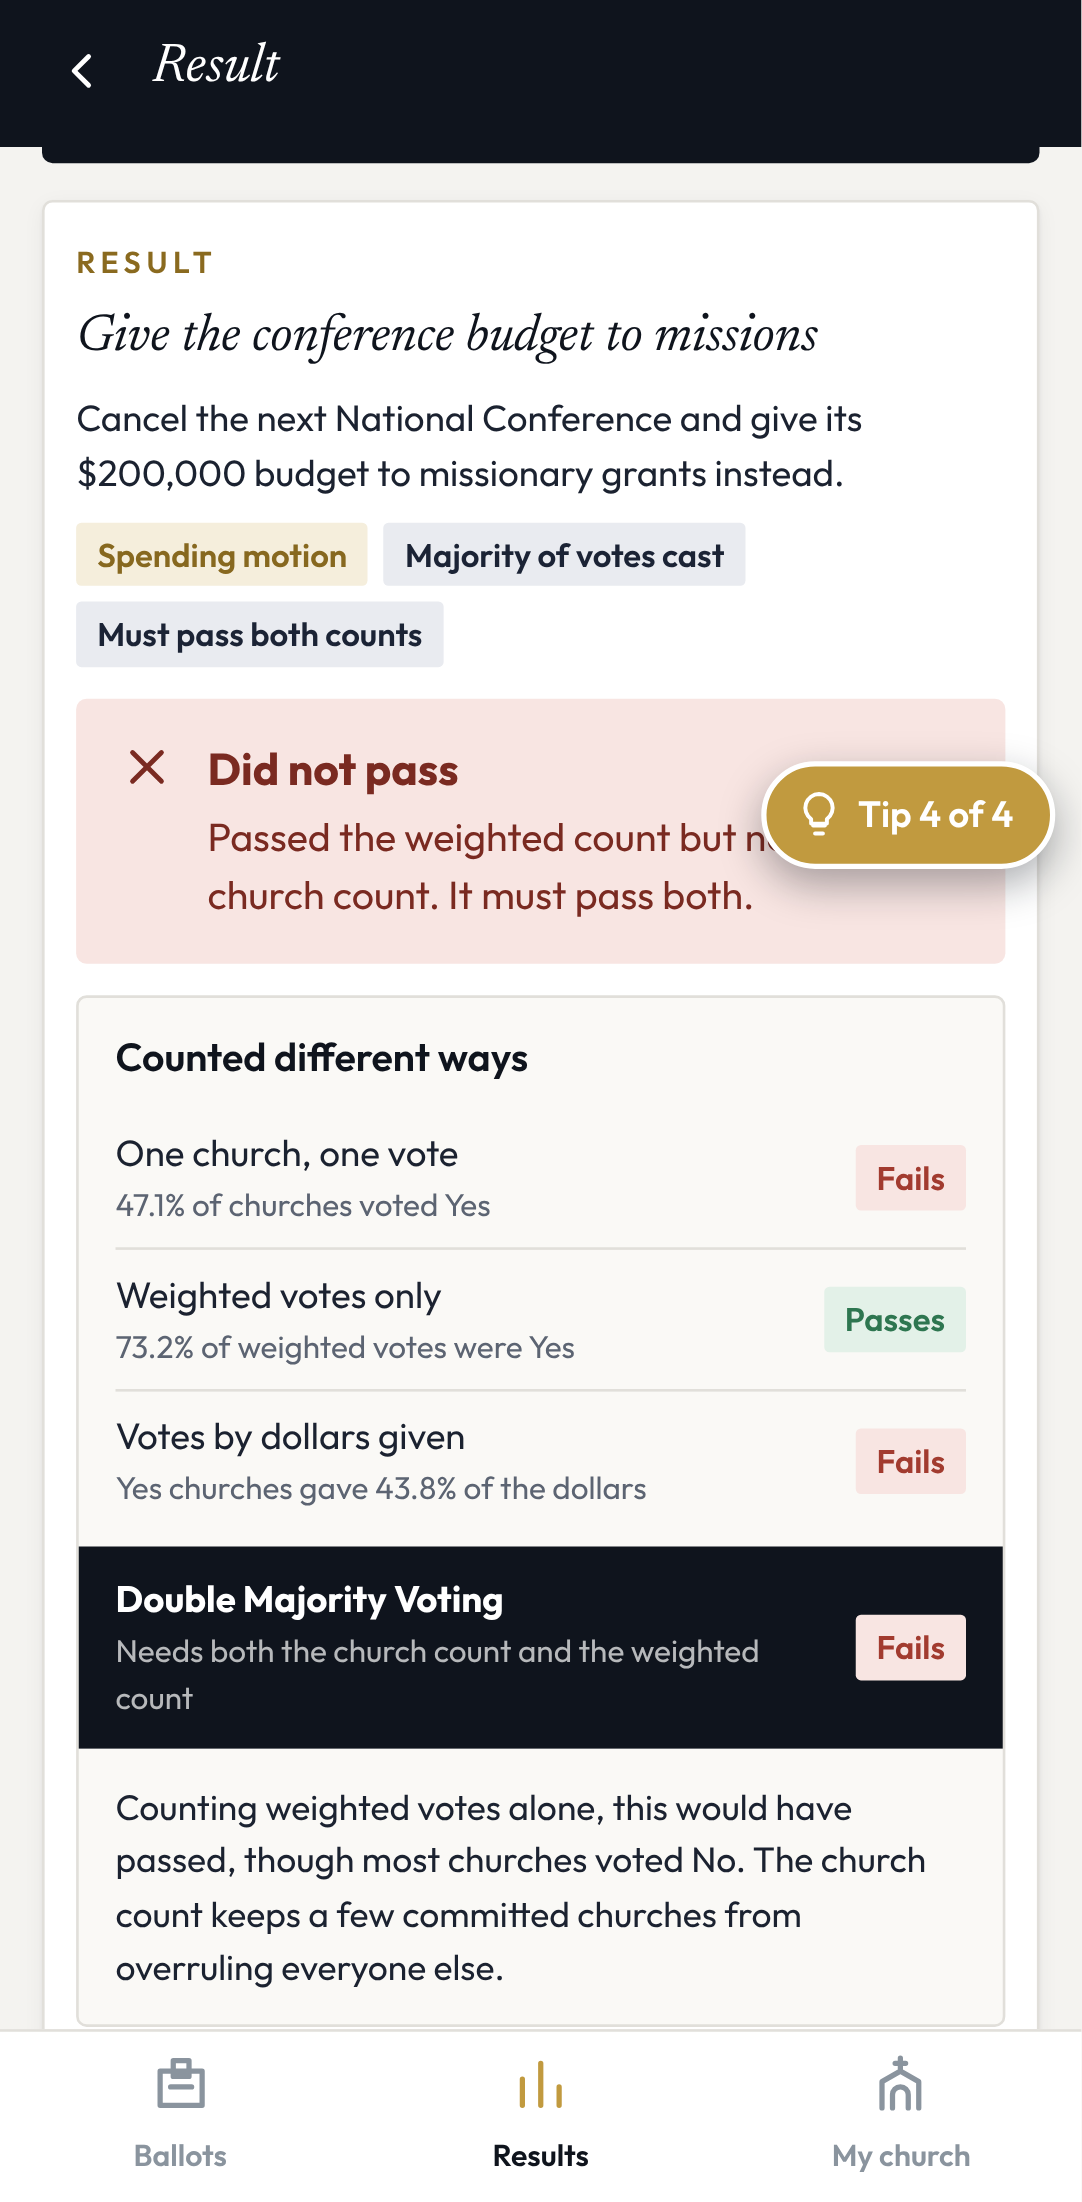 Result
RESULT
Give the conference budget to missions
Cancel the next National Conference and give its
$200,000 budget to missionary grants instead.
Spending motion
Majority of votes cast
Must pass both counts
Did not pass
Passed the weighted count but
Tip 4 of 4
church count. It must pass both.
Counted different ways
One church, one vote
47.1% of churches voted Yes
Fails
Weighted votes only
73.2% of weighted votes were Yes
Passes
Votes by dollars given
Yes churches gave 43.8% of the dollars
Fails
Double Majority Voting
Needs both the church count and the weighted
count
Fails
Counting weighted votes alone, this would have
passed, though most churches voted No. The church
count keeps a few committed churches from
overruling everyone else.
Ballots
Results
My church